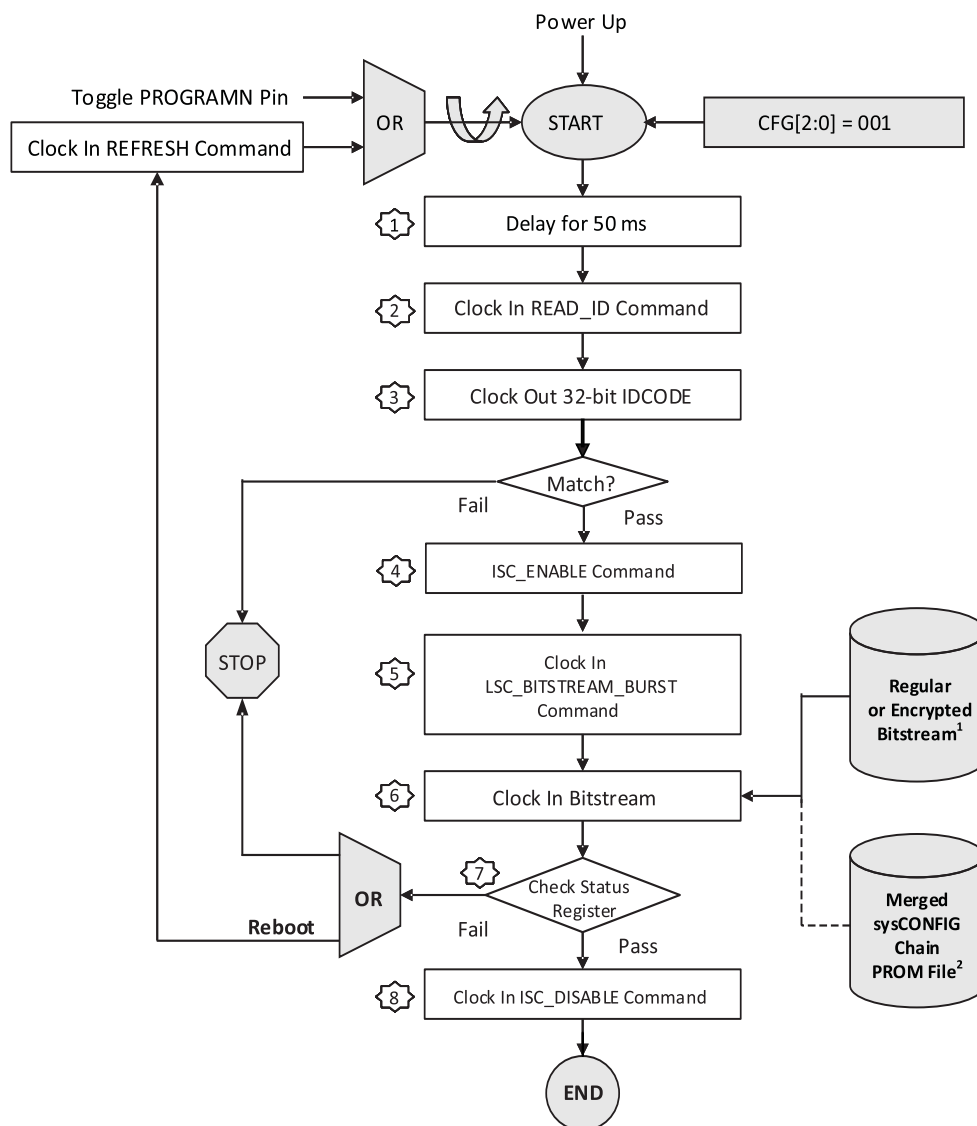 Power Up
Toggle PROGRAMN Pin
OR
START
CFG[2:0] = 001
Clock In REFRESH Command
1
Delay for 50 ms
2
Clock In READ_ID Command
3
Clock Out 32-bit IDCODE
Match?
Fail
Pass
4
ISC_ENABLE Command
STOP
5
Clock In
LSC_BITSTREAM_BURST
Command
Regular
or Encrypted
Bitstream1
6
Clock In Bitstream
7
Check Status
Register
OR
Fail
Reboot
Pass
Merged
sysCONFIG
Chain
PROM File2
8
Clock In ISC_DISABLE Command
END